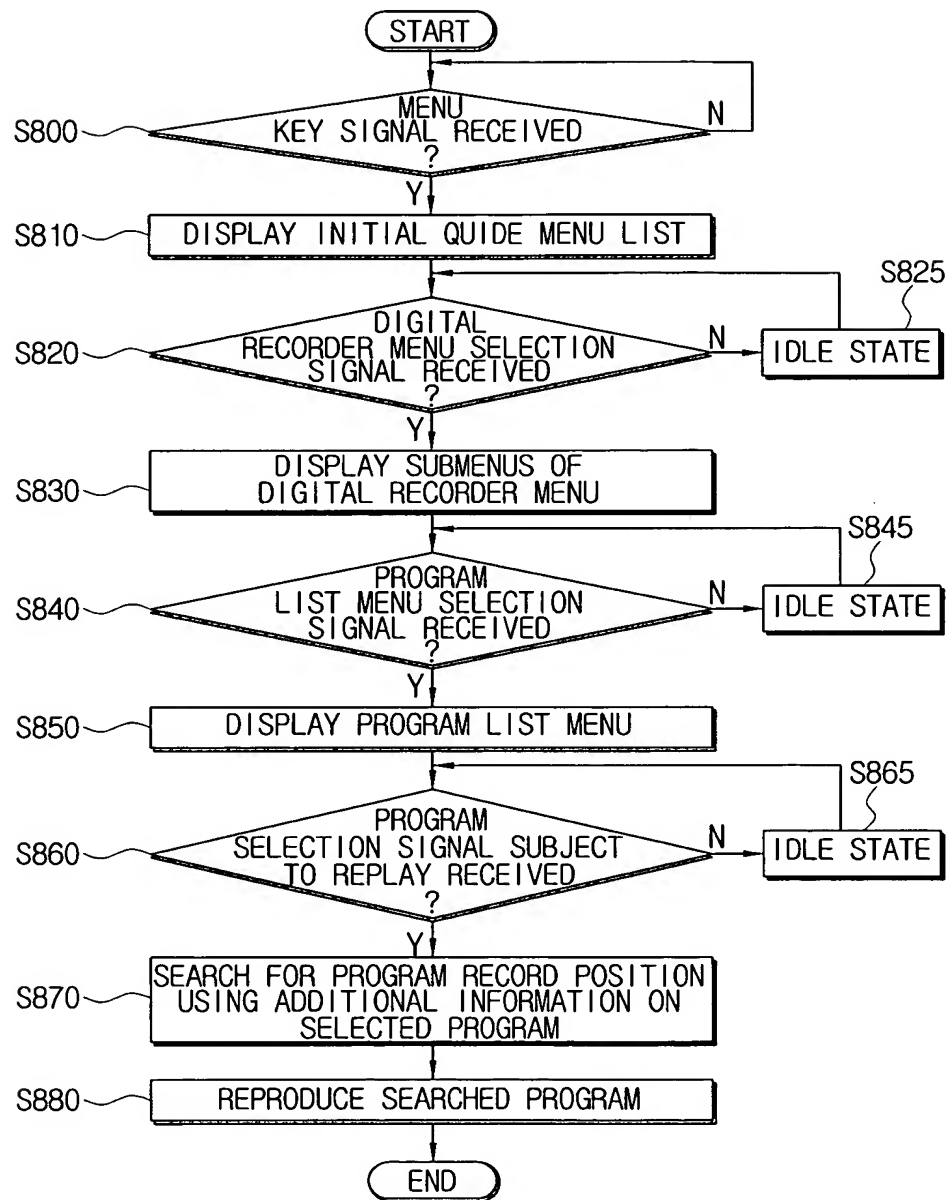 START
MENU
KEY SIGNAL RECEIVED
?
N
S800
Y
S810
DISPLAY INITIAL QUIDE MENU LIST
S825
DIGITAL
RECORDER MENU SELECTION
SIGNAL RECEIVED
?
S820
N
IDLE STATE
Y
S830
DISPLAY SUBMENUS OF
DIGITAL RECORDER MENU
S845
PROGRAM
LIST MENU SELECTION
SIGNAL RECEIVED
?
S840
N
IDLE STATE
Y
S850
DISPLAY PROGRAM LIST MENU
S865
PROGRAM
SELECTION SIGNAL SUBJECT
TO REPLAY RECEIVED
?
S860
N
IDLE STATE
Y
S870
SEARCH FOR PROGRAM RECORD POSITION
USING ADDITIONAL INFORMATION ON
SELECTED PROGRAM
S880
REPRODUCE SEARCHED PROGRAM
END